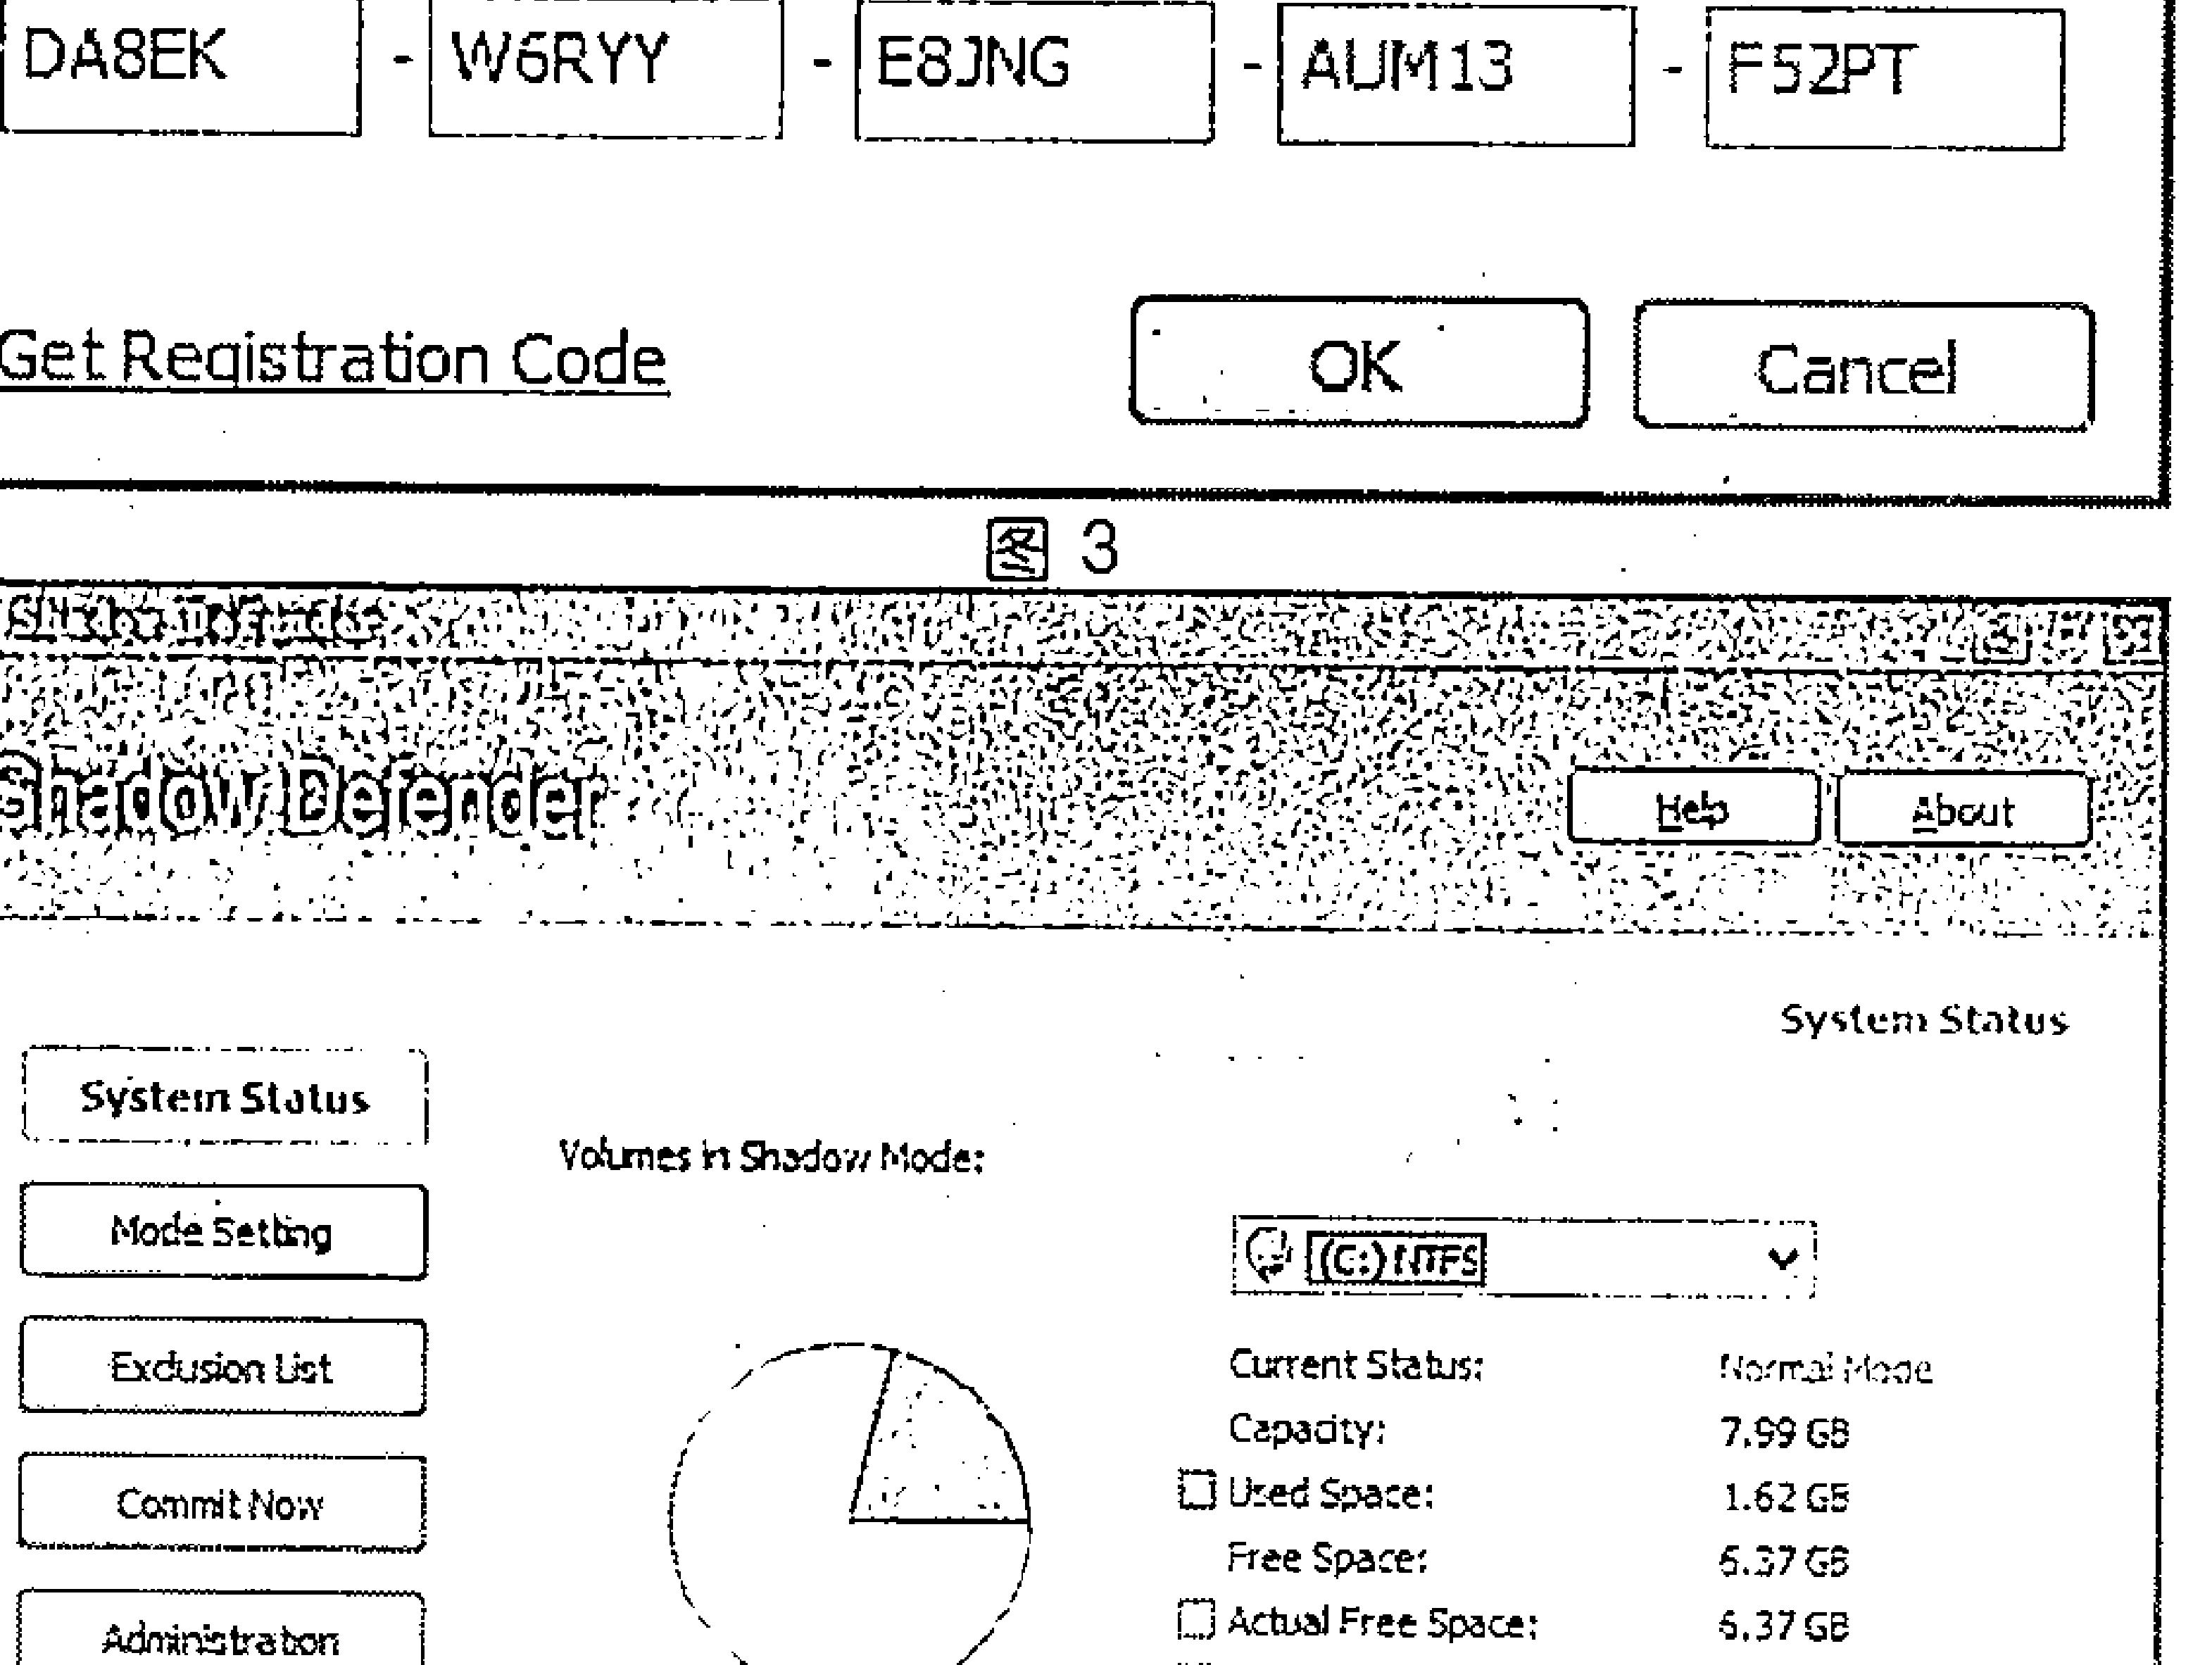 DA8EK - W6RYY - E8JNG - AUM13 - F52PT
Get Registration Code
OK
Cancel
图 3
Shadow Defender
Shadow Defender
Help
About
System Status
System Status
Mode Setting
Exclusion List
Commit Now
Administration
Volumes in Shadow Mode:
(C:) NTFS
Current Status: Normal Mode
Capacity: 7.99 GB
Used Space: 1.62 GB
Free Space: 6.37 GB
Actual Free Space: 6.37 GB